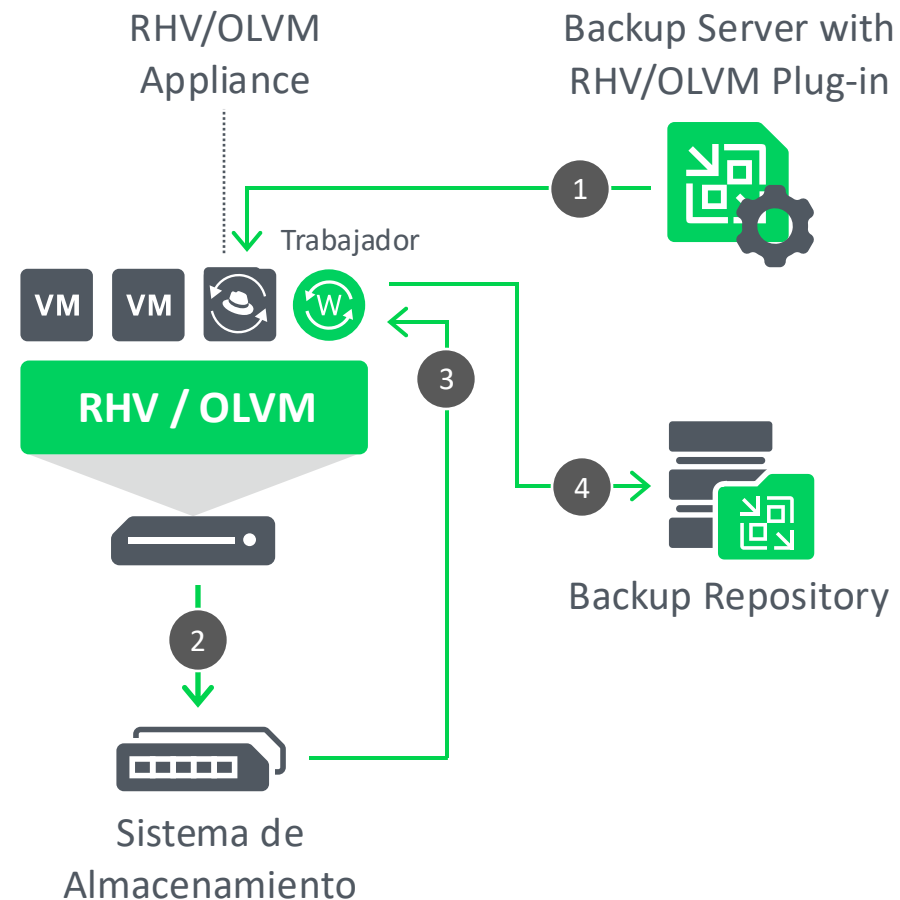 RHV/OLVM
Appliance
Backup Server with
RHV/OLVM Plug-in
1
Trabajador
VM
VM
W
RHV / OLVM
3
4
Backup Repository
2
Sistema de
Almacenamiento